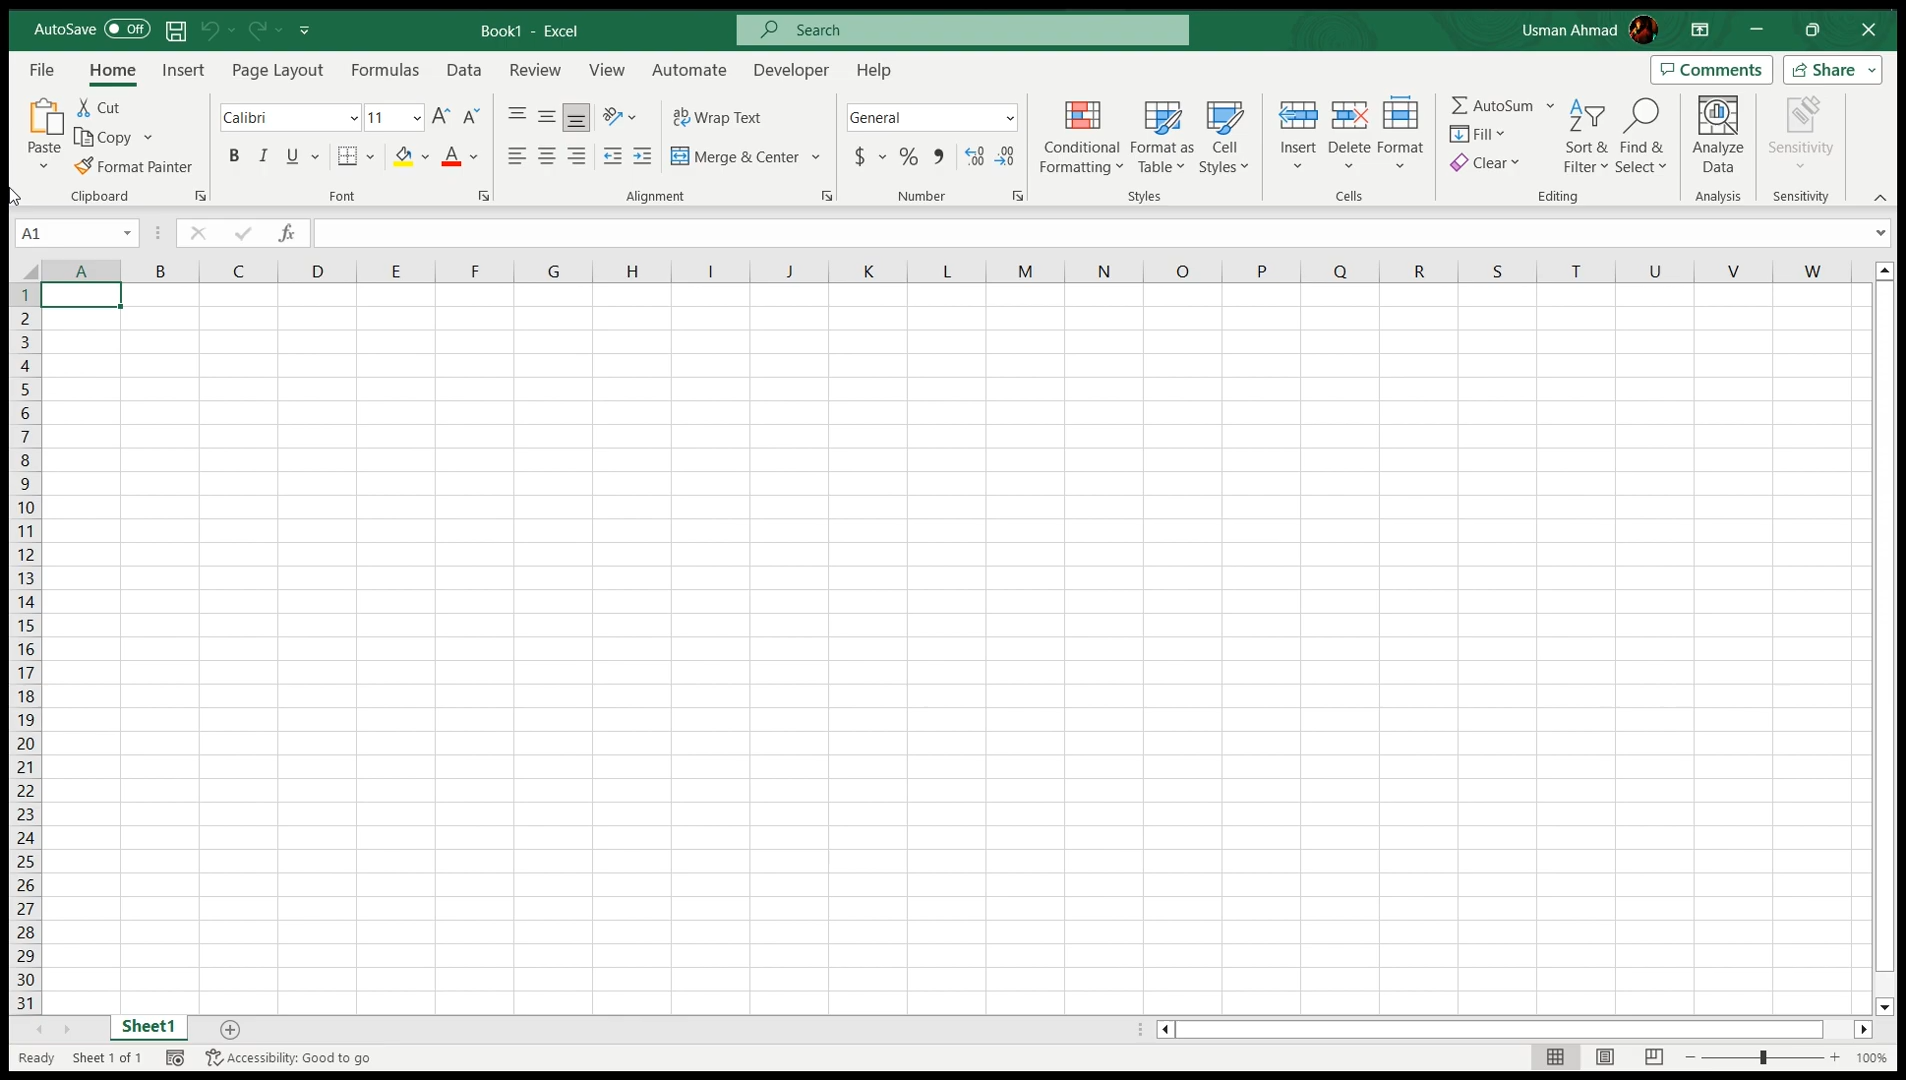 AutoSave Off
Book1 - Excel
Search
Usman Ahmad
File Home Insert Page Layout Formulas Data Review View Automate Developer Help
Comments Share
Paste
Cut
Copy
Format Painter
Clipboard
Calibri 11
B I U A
Font
Wrap Text
Merge & Center
Alignment
General
$ % ,
Number
Conditional
Formatting
Format as
Table
Cell
Styles
Styles
Insert Delete Format
Cells
AutoSum
Fill
Clear
Sort &
Filter
Find &
Select
Editing
Analyze
Data
Analysis
Sensitivity
Sensitivity
A1
fx
A B C D E F G H I J K L M N O P Q R S T U V W
1
2
3
4
5
6
7
8
9
10
11
12
13
14
15
16
17
18
19
20
21
22
23
24
25
26
27
28
29
30
31
Sheet1
Ready Sheet 1 of 1 Accessibility: Good to go
100%